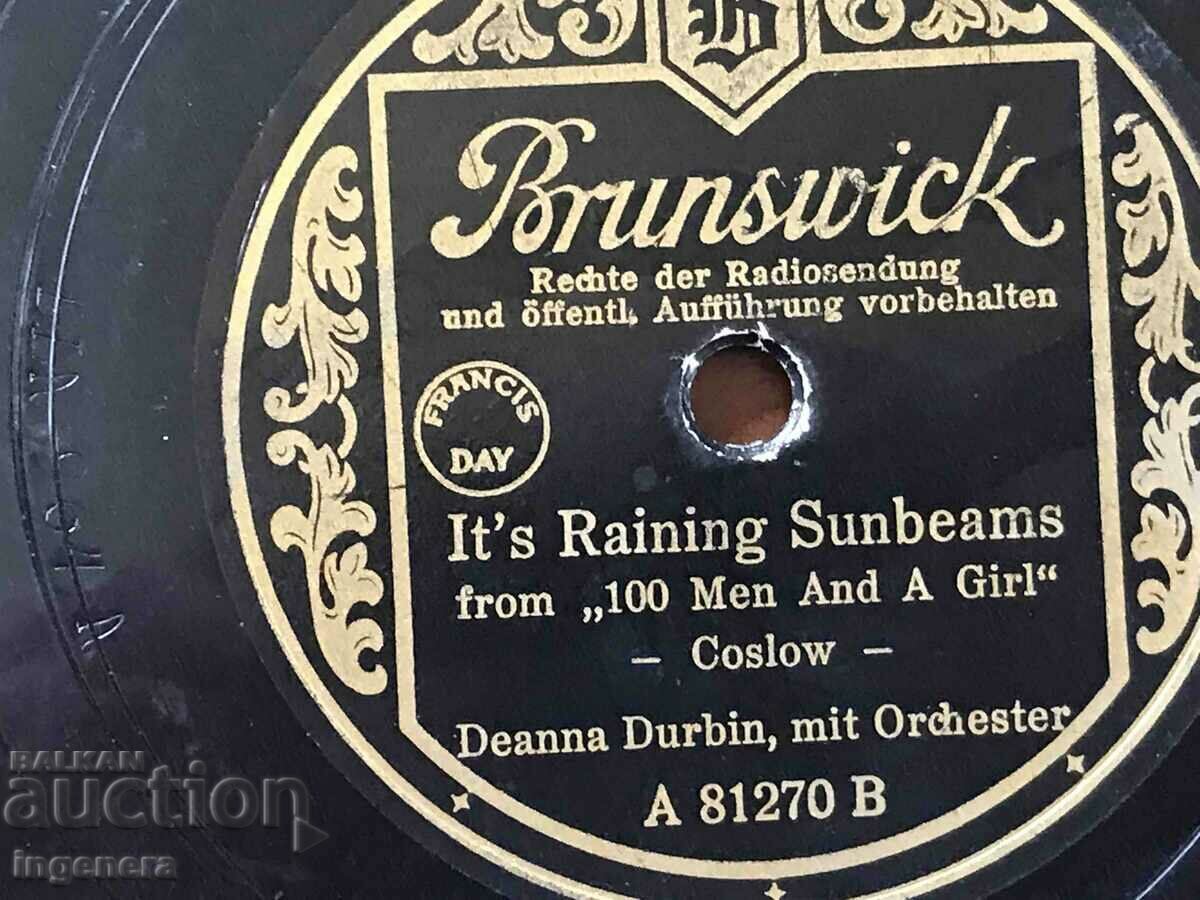 B
Brunswick
Rechte der Radiosendung
und öffentl. Aufführung vorbehalten
FRANCIS
DAY
It's Raining Sunbeams
from „100 Men And A Girl“
– Coslow –
Deanna Durbin, mit Orchester
A 81270 B
BALKAN
auction
ingenera